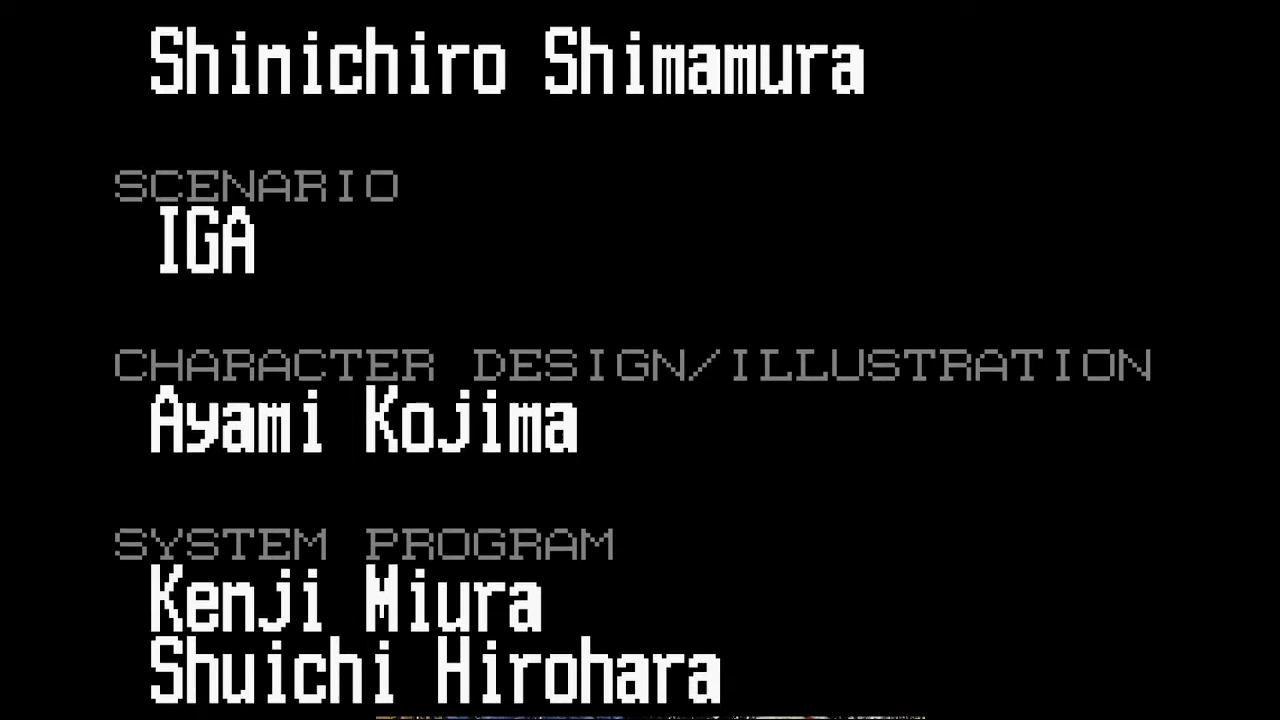 Shinichiro Shimamura
SCENARIO
IGA
CHARACTER DESIGN/ILLUSTRATION
Ayami Kojima
SYSTEM PROGRAM
Kenji Miura
Shuichi Hirohara